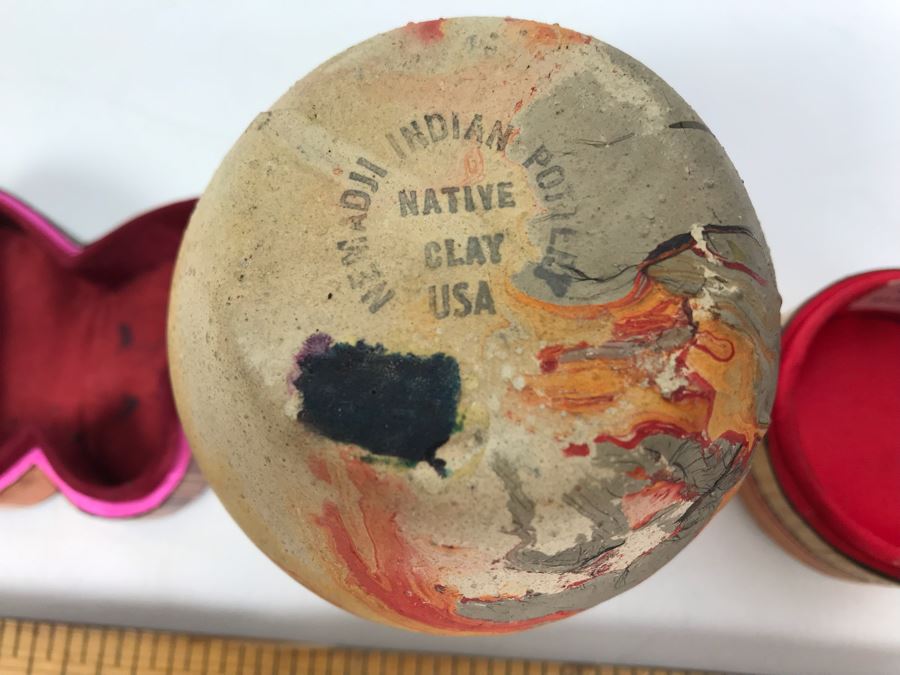 NEMADJI INDIAN POTTERY
NATIVE
CLAY
USA